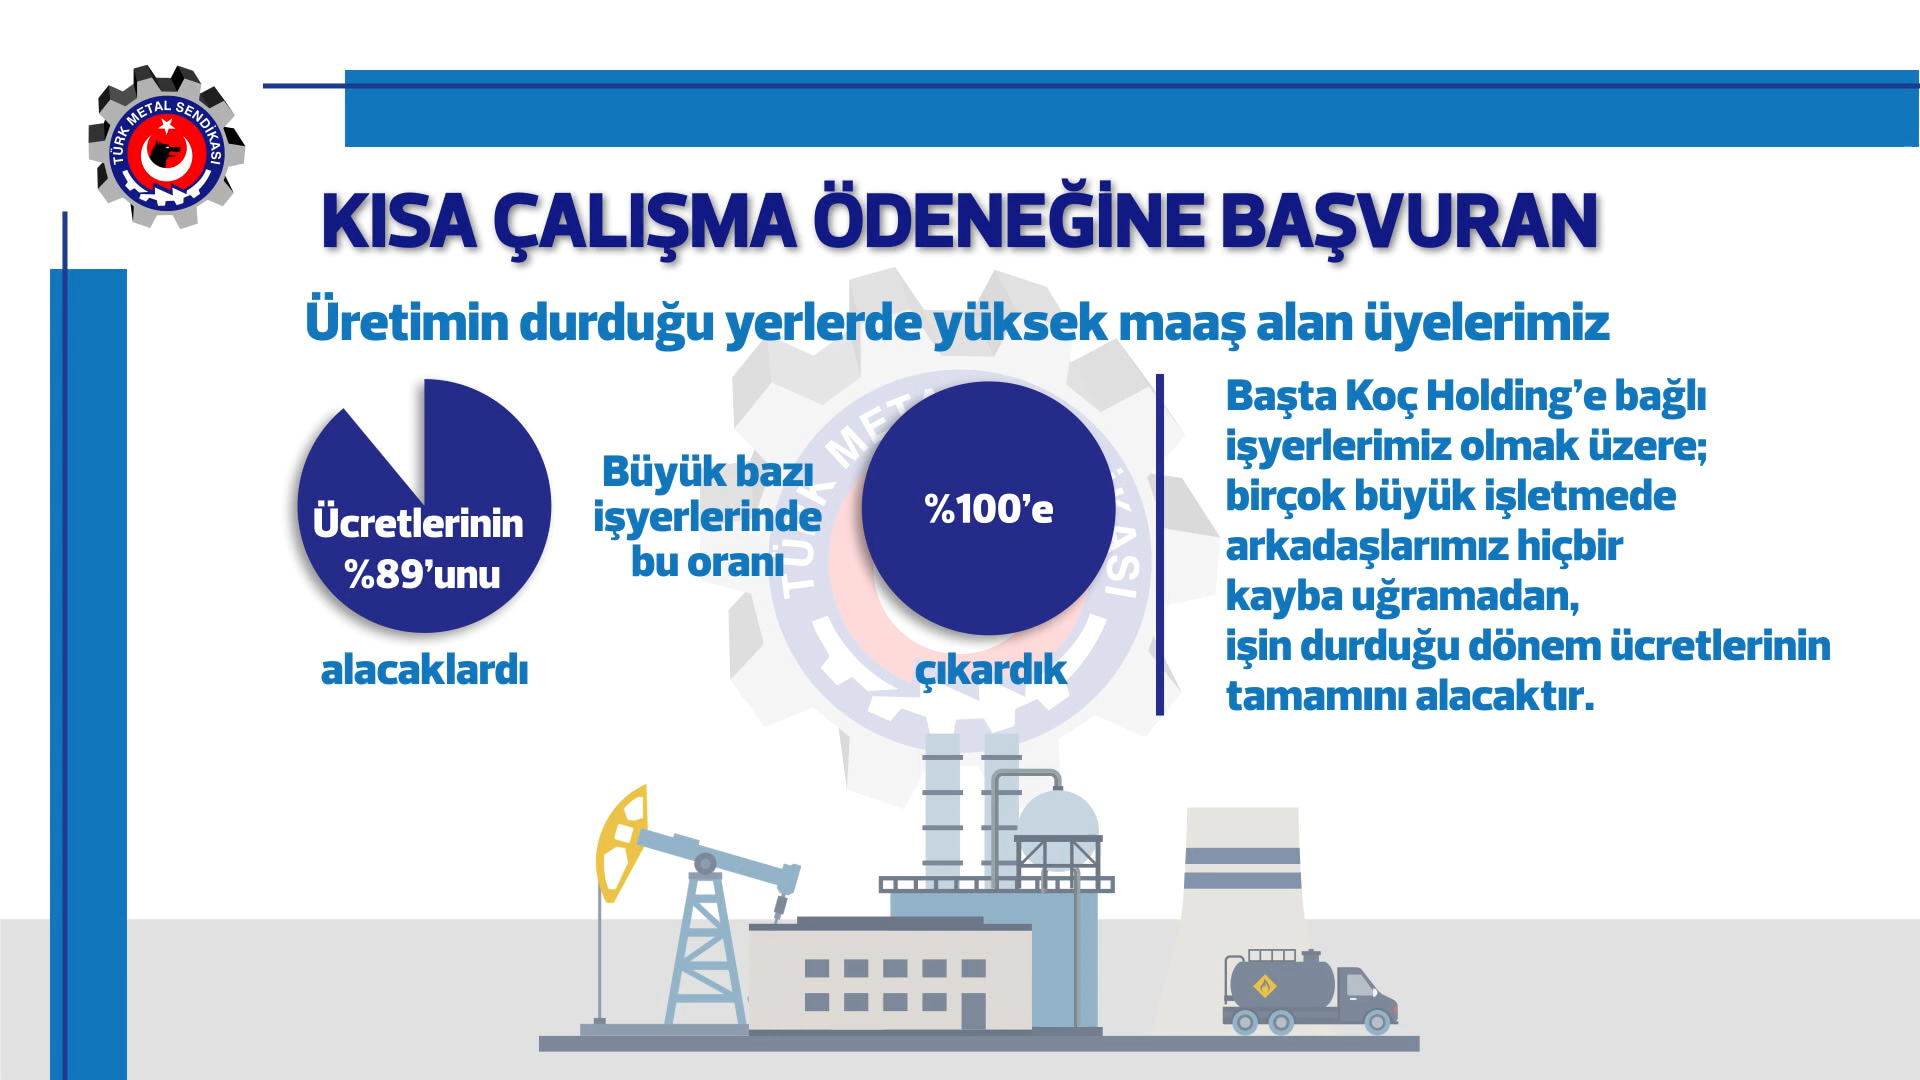 TÜRK METAL SENDİKASI
KISA ÇALIŞMA ÖDENEĞİNE BAŞVURAN
Üretimin durduğu yerlerde yüksek maaş alan üyelerimiz
Ücretlerinin
%89’unu
alacaklardı
Büyük bazı
işyerlerinde
bu oranı
%100’e
çıkardık
Başta Koç Holding’e bağlı
işyerlerimiz olmak üzere;
birçok büyük işletmede
arkadaşlarımız hiçbir
kayba uğramadan,
işin durduğu dönem ücretlerinin
tamamını alacaktır.